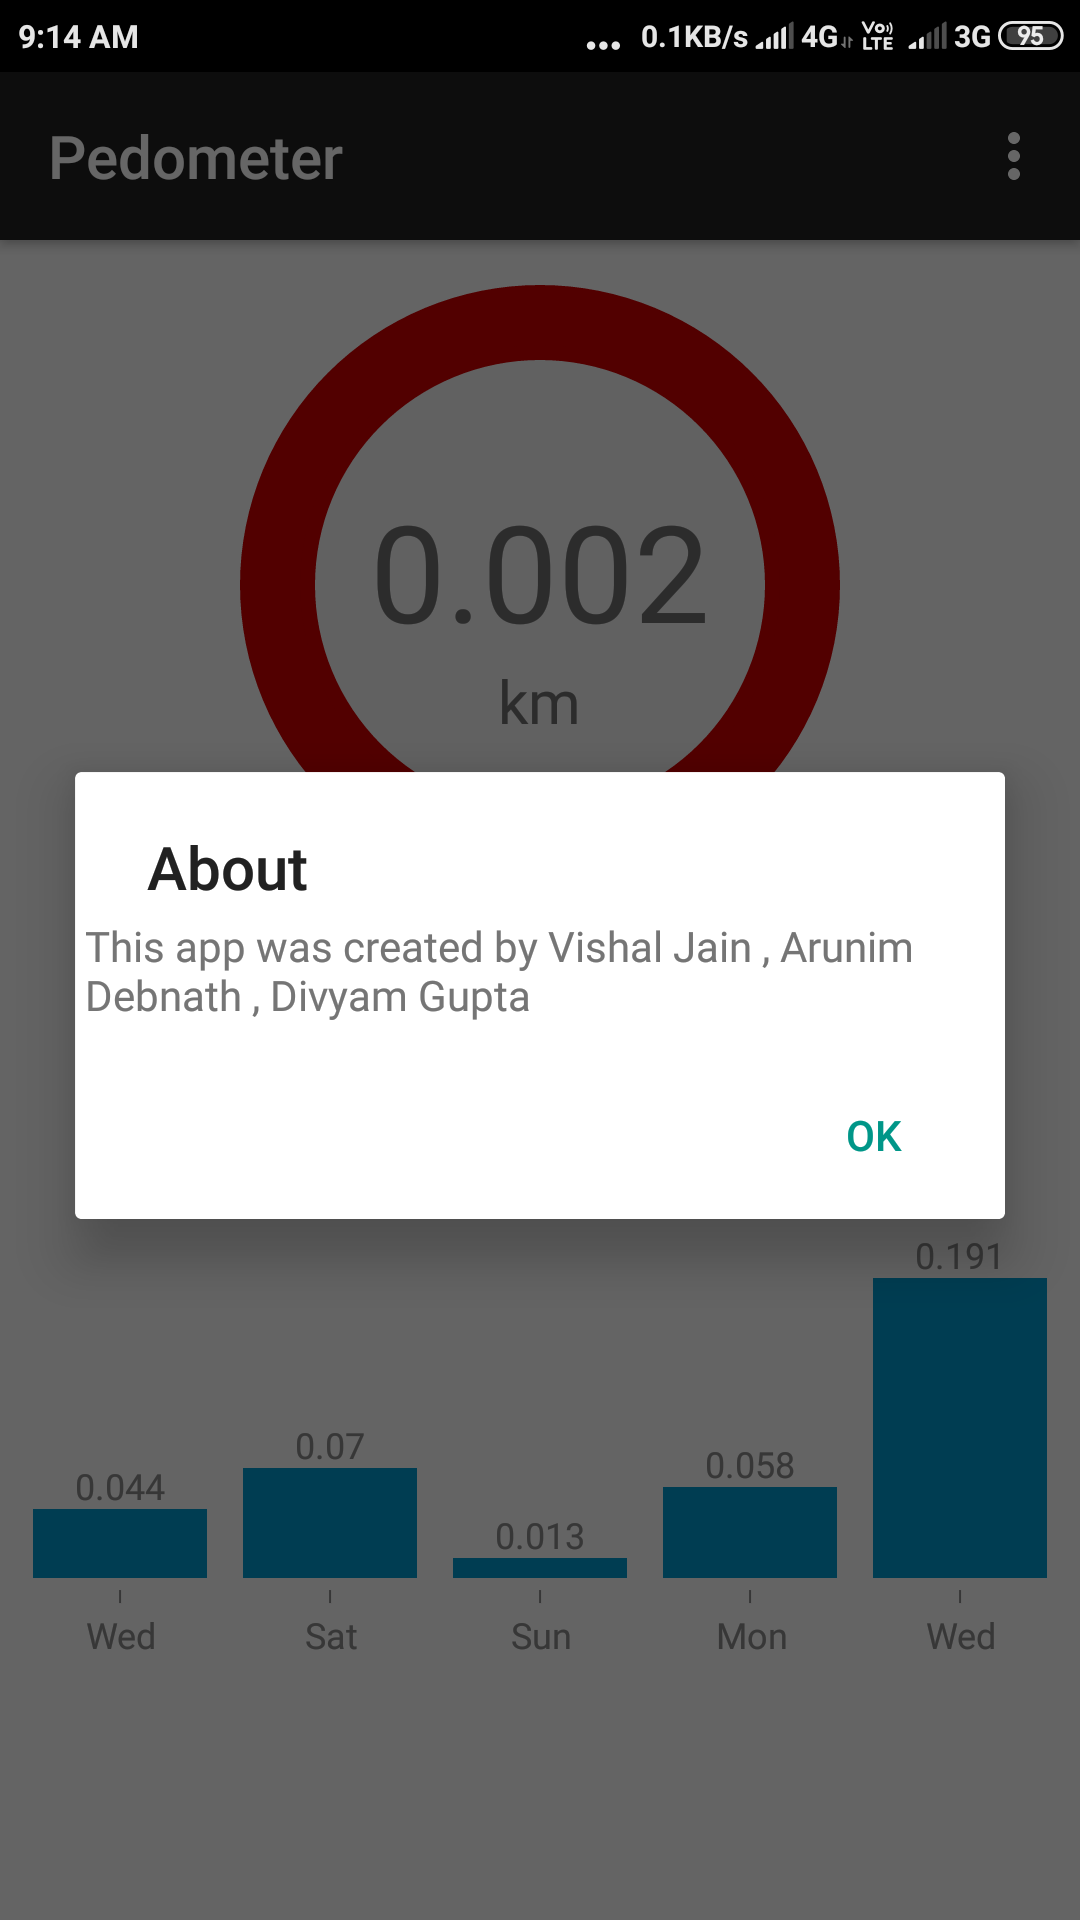 9:14 AM ... 0.1KB/s 4G Vo LTE 3G 95
Pedometer
0.002
km
About
This app was created by Vishal Jain , Arunim
Debnath , Divyam Gupta
OK
0.191
0.07
0.058
0.044
0.013
Wed Sat Sun Mon Wed